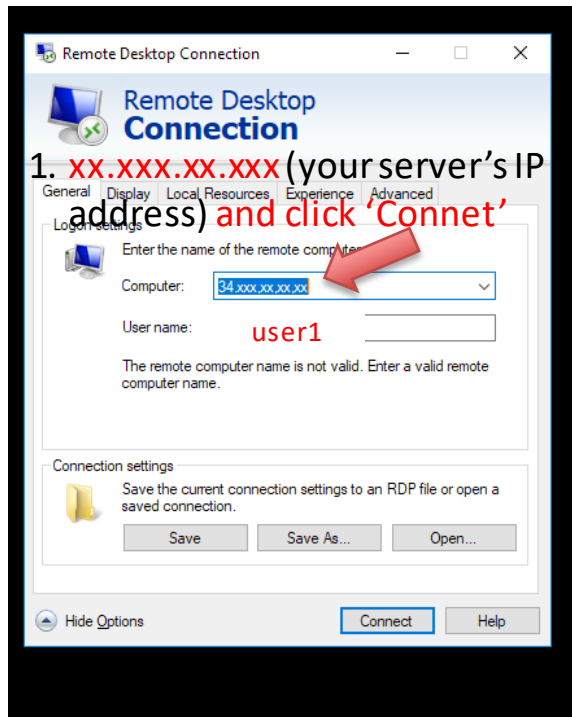 Remote Desktop Connection
Remote Desktop
Connection
1. xx.xxx.xx.xxx (your server's IP
address) and click ‘Connet’
General Display Local Resources Experience Advanced
Logon settings
Enter the name of the remote computer.
Computer: 34.xxx,xx,xx,xx
User name: user1
The remote computer name is not valid. Enter a valid remote
computer name.
Connection settings
Save the current connection settings to an RDP file or open a
saved connection.
Save Save As... Open...
Hide Options Connect Help